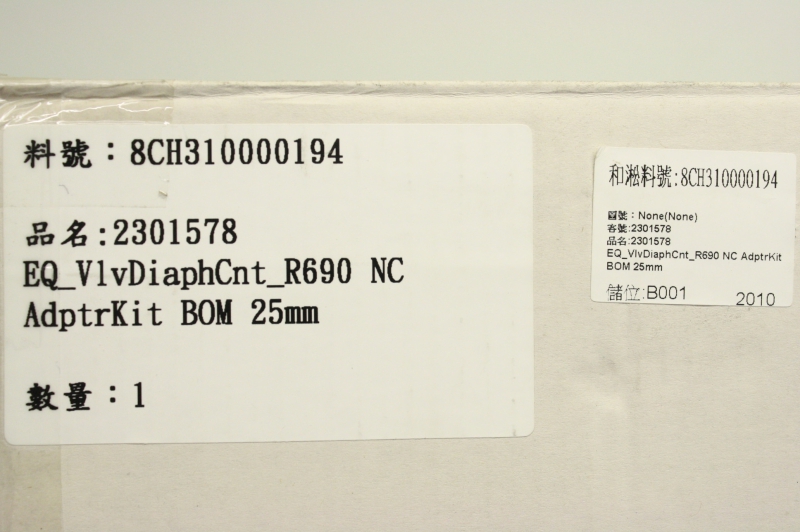 料號：8CH310000194
品名:2301578
EQ_VlvDiaphCnt_R690 NC
AdptrKit BOM 25mm
數量：1
和淞料號:8CH310000194
圖號：None(None)
客號:2301578
品名:2301578
EQ_VlvDiaphCnt_R690 NC AdptrKit
BOM 25mm
儲位:B001 2010